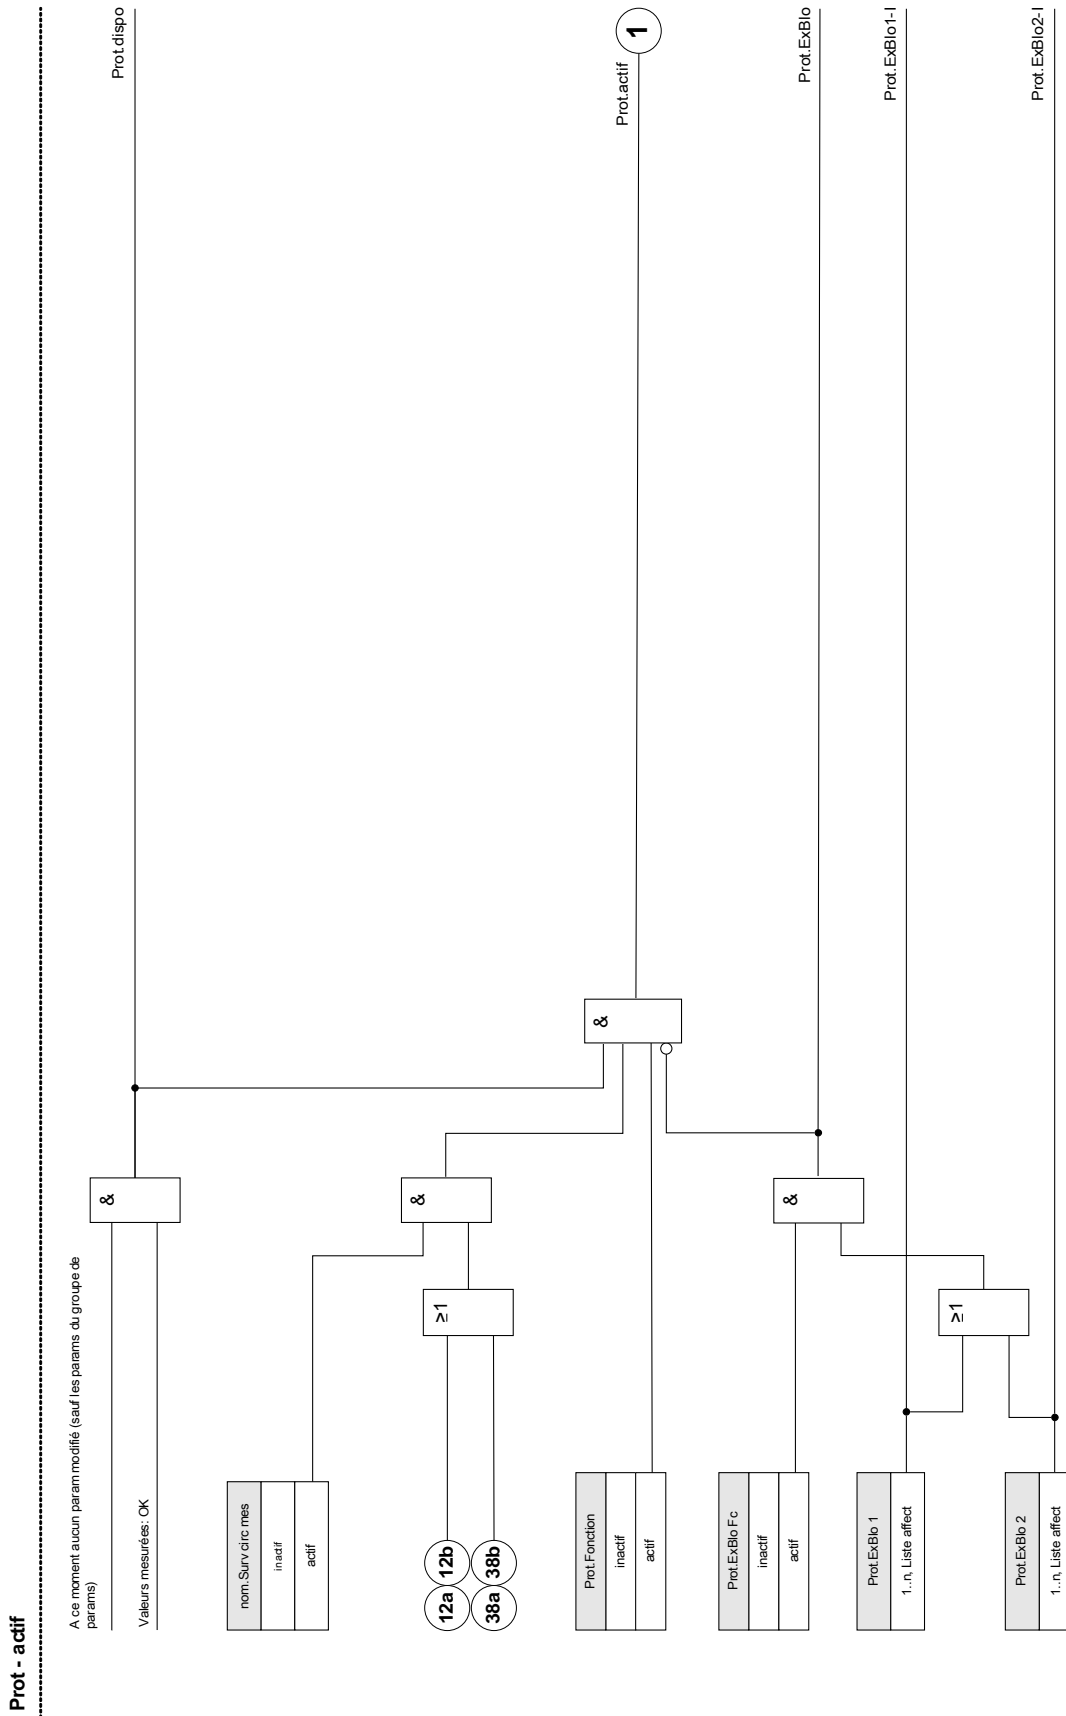 Prot - actif
A ce moment aucun param modifié (sauf les params du groupe de
params)
Valeurs mesurées: OK
&
Prot.dispo
nom.Surv circ mes
inactif
actif
12a 12b
38a 38b
≥1
&
Prot.Fonction
inactif
actif
&
Prot.actif
1
Prot.ExBlo Fc
inactif
actif
&
Prot.ExBlo
Prot.ExBlo 1
1..n, Liste affect
Prot.ExBlo1-I
≥1
Prot.ExBlo 2
1..n, Liste affect
Prot.ExBlo2-I